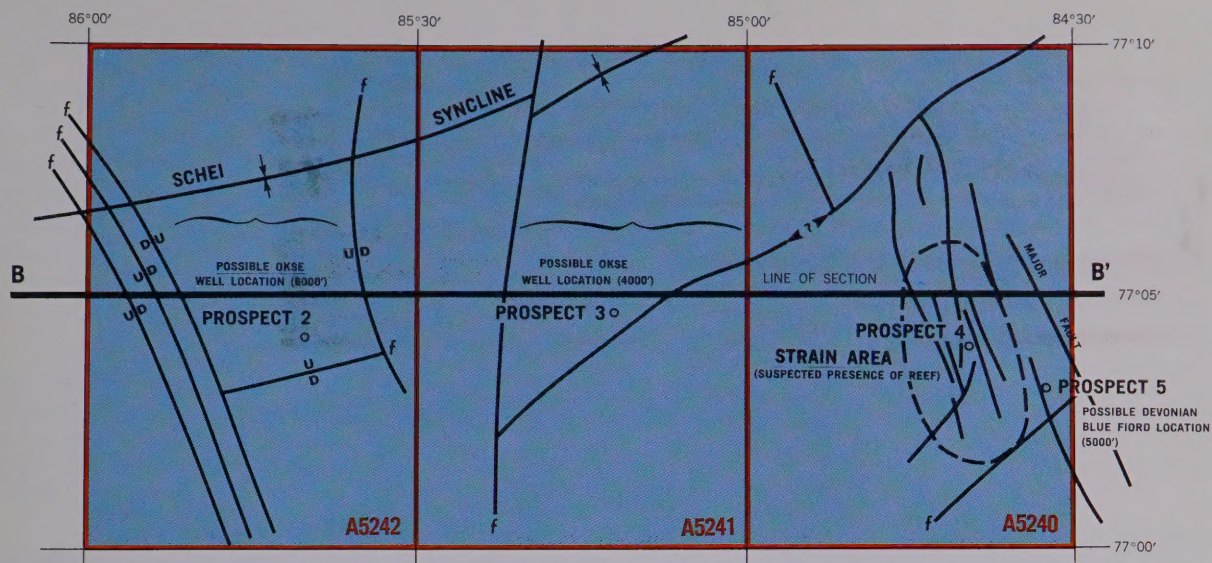 86°00'
85°30'
85°00'
84°30'
77°10'
f
f
f
f
f
SCHEI
SYNCLINE
D U
U D
U D
U D
?
POSSIBLE OKSE
WELL LOCATION (6000')
POSSIBLE OKSE
WELL LOCATION (4000')
LINE OF SECTION
MAJOR
FAULT
B
B'
77°05'
PROSPECT 2
PROSPECT 3
PROSPECT 4
STRAIN AREA
(SUSPECTED PRESENCE OF REEF)
U
D
f
PROSPECT 5
POSSIBLE DEVONIAN
BLUE FIORD LOCATION
(5000')
f
f
A5242
A5241
A5240
77°00'